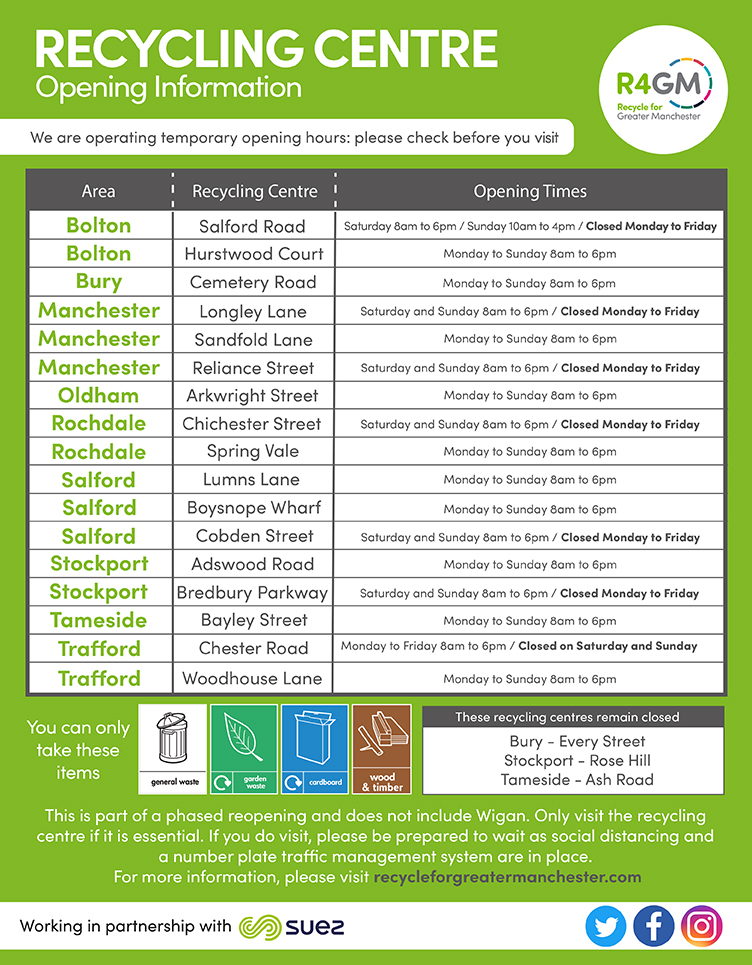 RECYCLING CENTRE
Opening Information
R4GM
Recycle for
Greater Manchester
We are operating temporary opening hours: please check before you visit
Area Recycling Centre Opening Times
Bolton Salford Road Saturday 8am to 6pm / Sunday 10am to 4pm / Closed Monday to Friday
Bolton Hurstwood Court Monday to Sunday 8am to 6pm
Bury Cemetery Road Monday to Sunday 8am to 6pm
Manchester Longley Lane Saturday and Sunday 8am to 6pm / Closed Monday to Friday
Manchester Sandfold Lane Monday to Sunday 8am to 6pm
Manchester Reliance Street Saturday and Sunday 8am to 6pm / Closed Monday to Friday
Oldham Arkwright Street Monday to Sunday 8am to 6pm
Rochdale Chichester Street Saturday and Sunday 8am to 6pm / Closed Monday to Friday
Rochdale Spring Vale Monday to Sunday 8am to 6pm
Salford Lumns Lane Monday to Sunday 8am to 6pm
Salford Boysnope Wharf Monday to Sunday 8am to 6pm
Salford Cobden Street Saturday and Sunday 8am to 6pm / Closed Monday to Friday
Stockport Adswood Road Monday to Sunday 8am to 6pm
Stockport Bredbury Parkway Saturday and Sunday 8am to 6pm / Closed Monday to Friday
Tameside Bayley Street Monday to Sunday 8am to 6pm
Trafford Chester Road Monday to Friday 8am to 6pm / Closed on Saturday and Sunday
Trafford Woodhouse Lane Monday to Sunday 8am to 6pm
You can only
take these
items
general waste
garden
waste
cardboard
wood
& timber
These recycling centres remain closed
Bury - Every Street
Stockport - Rose Hill
Tameside - Ash Road
This is part of a phased reopening and does not include Wigan. Only visit the recycling
centre if it is essential. If you do visit, please be prepared to wait as social distancing and
a number plate traffic management system are in place.
For more information, please visit recycleforgreatermanchester.com
Working in partnership with suez